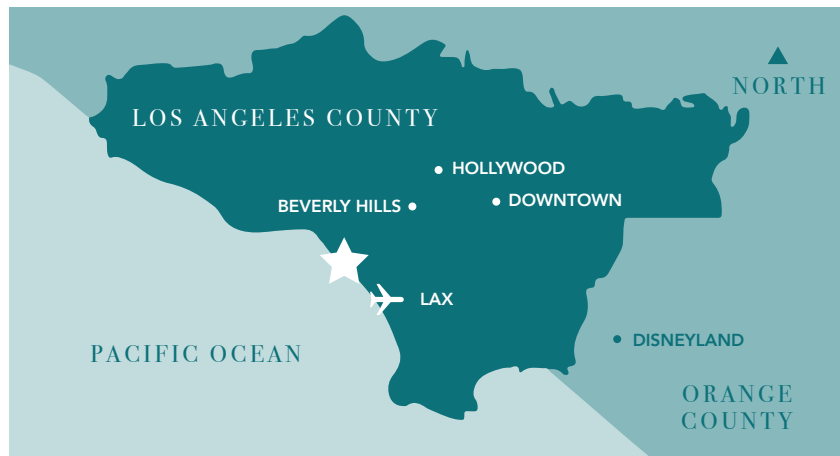 NORTH
LOS ANGELES COUNTY
HOLLYWOOD
BEVERLY HILLS
DOWNTOWN
LAX
PACIFIC OCEAN
DISNEYLAND
ORANGE
COUNTY